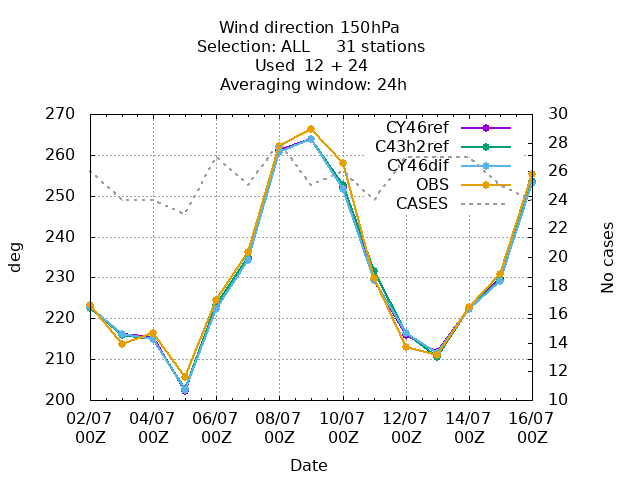 Wind direction 150hPa
Selection: ALL     31 stations
Used  12 + 24
Averaging window: 24h
270
260
250
240
230
220
210
200
deg
30
28
26
24
22
20
18
16
14
12
10
No cases
CY46ref
C43h2ref
CY46dif
OBS
CASES
02/07 04/07 06/07 08/07 10/07 12/07 14/07 16/07
00Z 00Z 00Z 00Z 00Z 00Z 00Z 00Z
Date